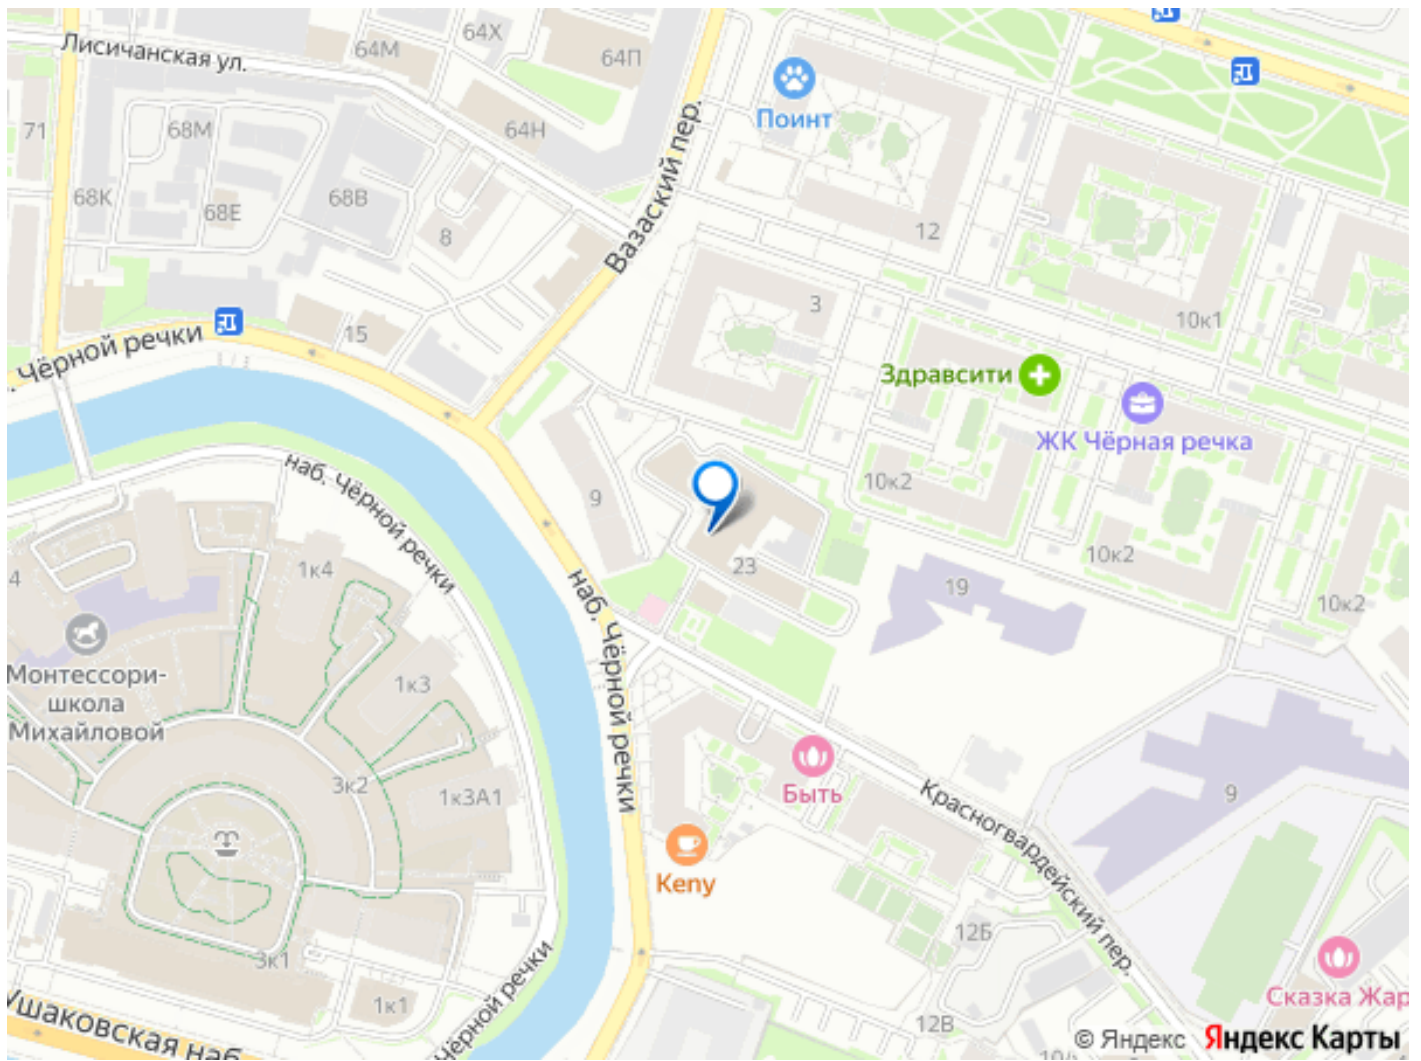 64Х
Лисичанская ул.
64М
64П
Поинт
71
68М
64Н
Вазаский пер.
68К
68Е
68В
8
12
3
10к1
15
Чёрной речки
Здравсити
ЖК Чёрная речка
наб. Чёрной речки
9
10к2
23
10к2
19
10к2
4
1к4
наб. Чёрной речки
Монтессори-
школа
Михайловой
1к3
3к2
1к3А1
Быть
9
Красногвардейский пер.
Keny
12Б
3к1
Сказка Жар
1к1
Чёрной речки
Ушаковская наб
12В
© Яндекс Яндекс Карты